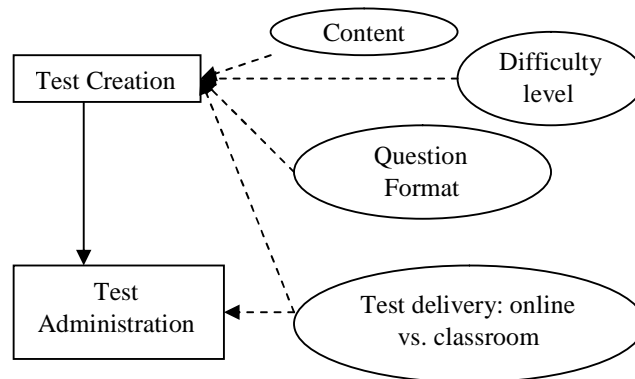 Content
Test Creation
Difficulty
level
Question
Format
Test
Administration
Test delivery: online
vs. classroom